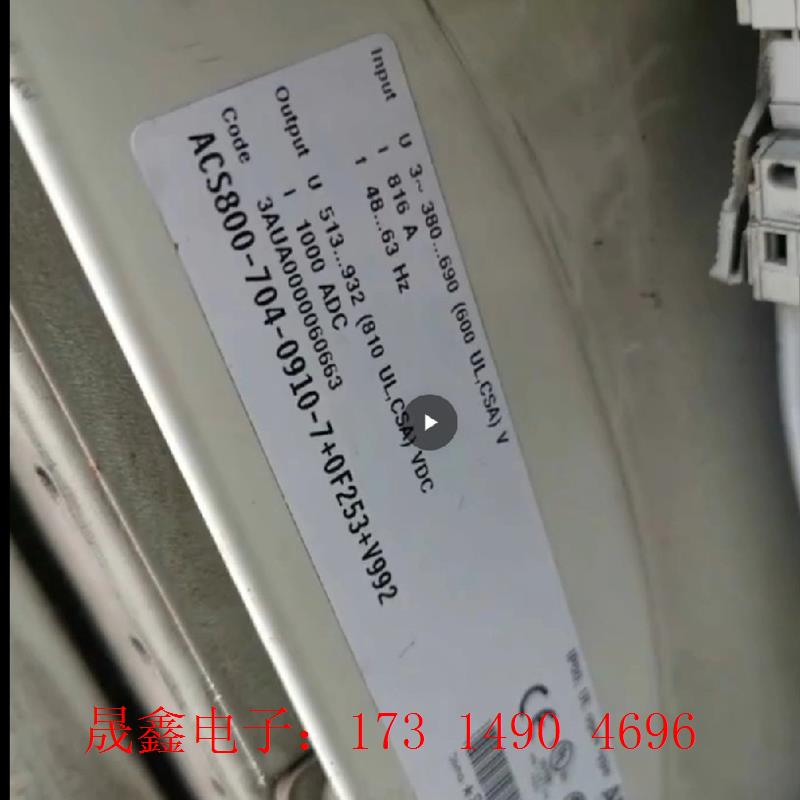 Input U 3~ 380...690 (600 UL,CSA) V
I 816 A
f 48...63 Hz
Output U 513...932 (810 UL,CSA) VDC
I 1000 ADC
Code 3AUA0000060663
ACS800-704-0910-7+0F253+V992
CE
晟鑫电子：173 1490 4696